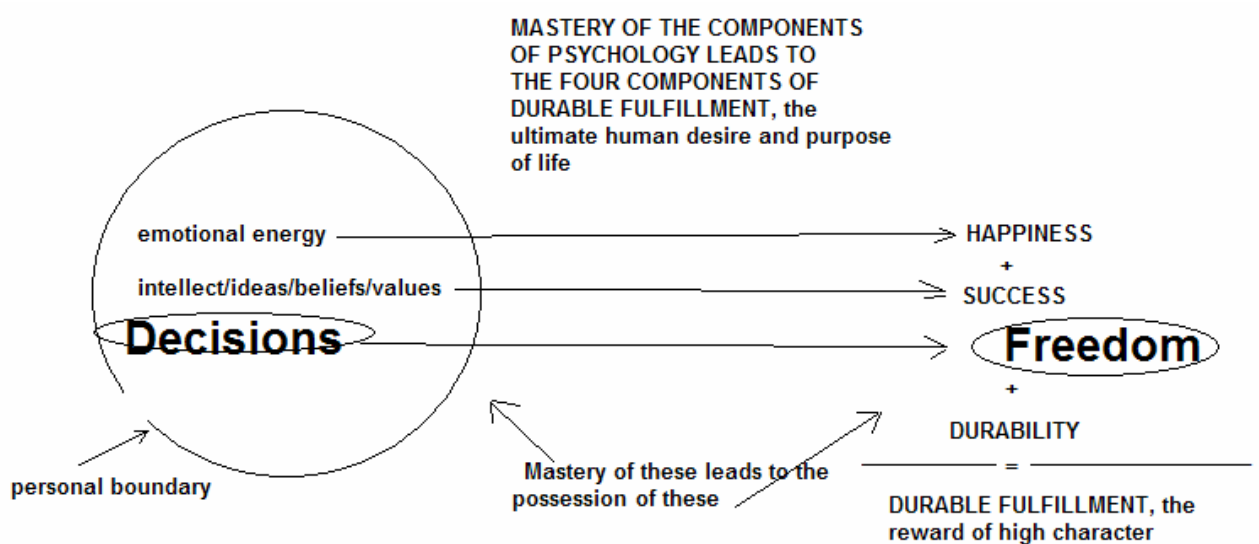 MASTERY OF THE COMPONENTS
OF PSYCHOLOGY LEADS TO
THE FOUR COMPONENTS OF
DURABLE FULFILLMENT, the
ultimate human desire and purpose
of life
emotional energy
HAPPINESS
+
intellect/ideas/beliefs/values
SUCCESS
Decisions
Freedom
+
DURABILITY
=
personal boundary
Mastery of these leads to the
possession of these
DURABLE FULFILLMENT, the
reward of high character